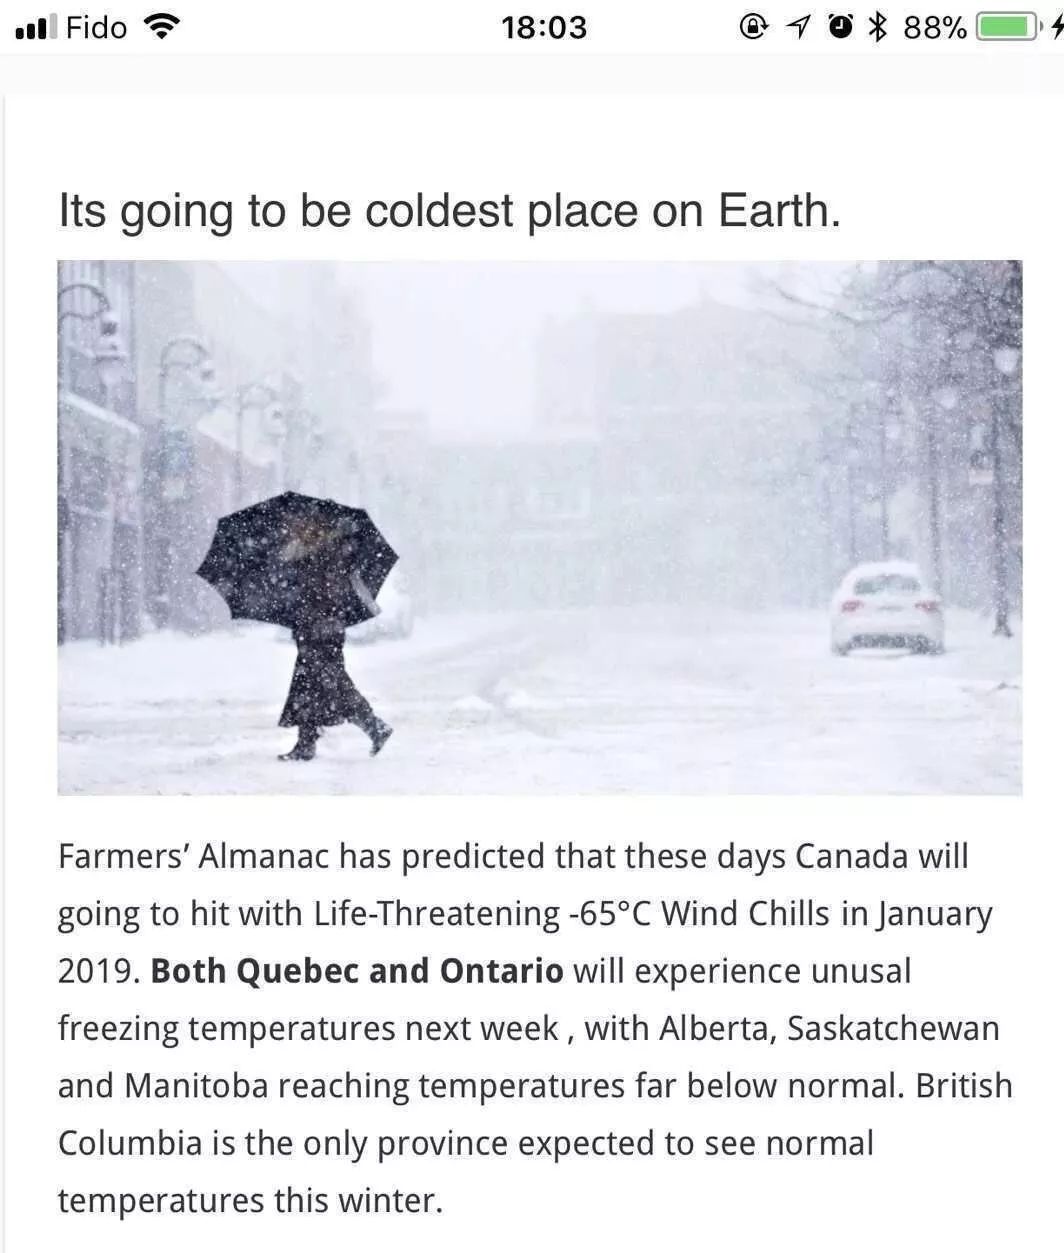 Fido 18:03 88%
Its going to be coldest place on Earth.
Farmers’ Almanac has predicted that these days Canada will
going to hit with Life-Threatening -65°C Wind Chills in January
2019. Both Quebec and Ontario will experience unusal
freezing temperatures next week , with Alberta, Saskatchewan
and Manitoba reaching temperatures far below normal. British
Columbia is the only province expected to see normal
temperatures this winter.